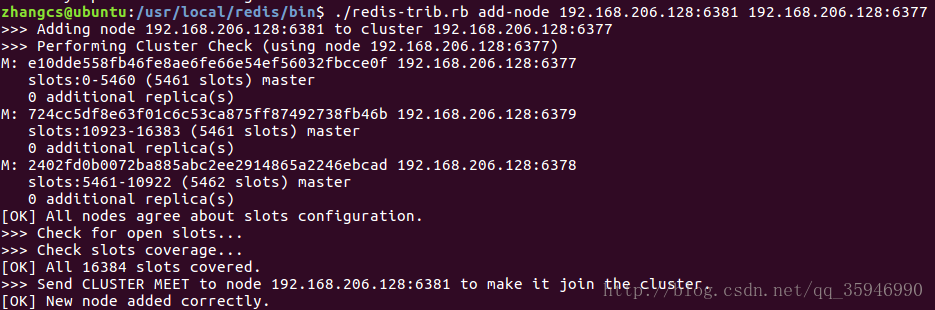 zhangcs@ubuntu:/usr/local/redis/bin$ ./redis-trib.rb add-node 192.168.206.128:6381 192.168.206.128:6377
>>> Adding node 192.168.206.128:6381 to cluster 192.168.206.128:6377
>>> Performing Cluster Check (using node 192.168.206.128:6377)
M: e10dde558fb46fe8ae6fe66e54ef56032fbcce0f 192.168.206.128:6377
   slots:0-5460 (5461 slots) master
   0 additional replica(s)
M: 724cc5df8e63f01c6c53ca875ff87492738fb46b 192.168.206.128:6379
   slots:10923-16383 (5461 slots) master
   0 additional replica(s)
M: 2402fd0b0072ba885abc2ee2914865a2246ebcad 192.168.206.128:6378
   slots:5461-10922 (5462 slots) master
   0 additional replica(s)
[OK] All nodes agree about slots configuration.
>>> Check for open slots...
>>> Check slots coverage...
[OK] All 16384 slots covered.
>>> Send CLUSTER MEET to node 192.168.206.128:6381 to make it join the cluster.
http://blog.csdn.net/qq_35946990
[OK] New node added correctly.